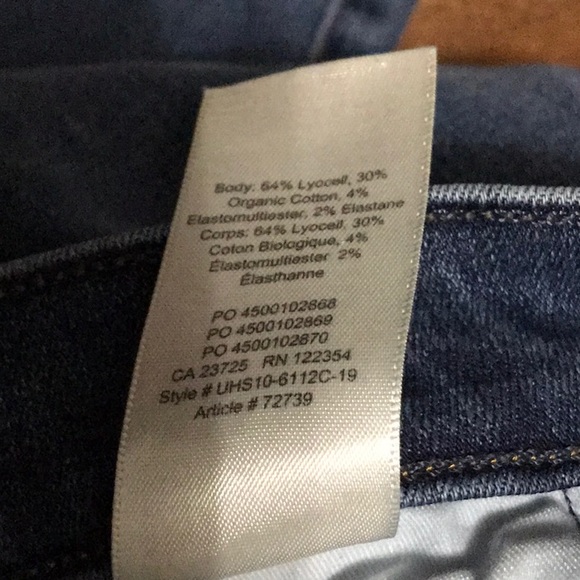 Body: 64% Lyocell, 30%
Organic Cotton, 4%
Elastomultiester, 2% Elastane
Corps: 64% Lyocell, 30%
Coton Biologique, 4%
Élastomultiester 2%
Élasthanne
PO 4500102868
PO 4500102869
PO 4500102870
CA 23725 RN 122354
Style # UHS10-6112C-19
Article # 72739